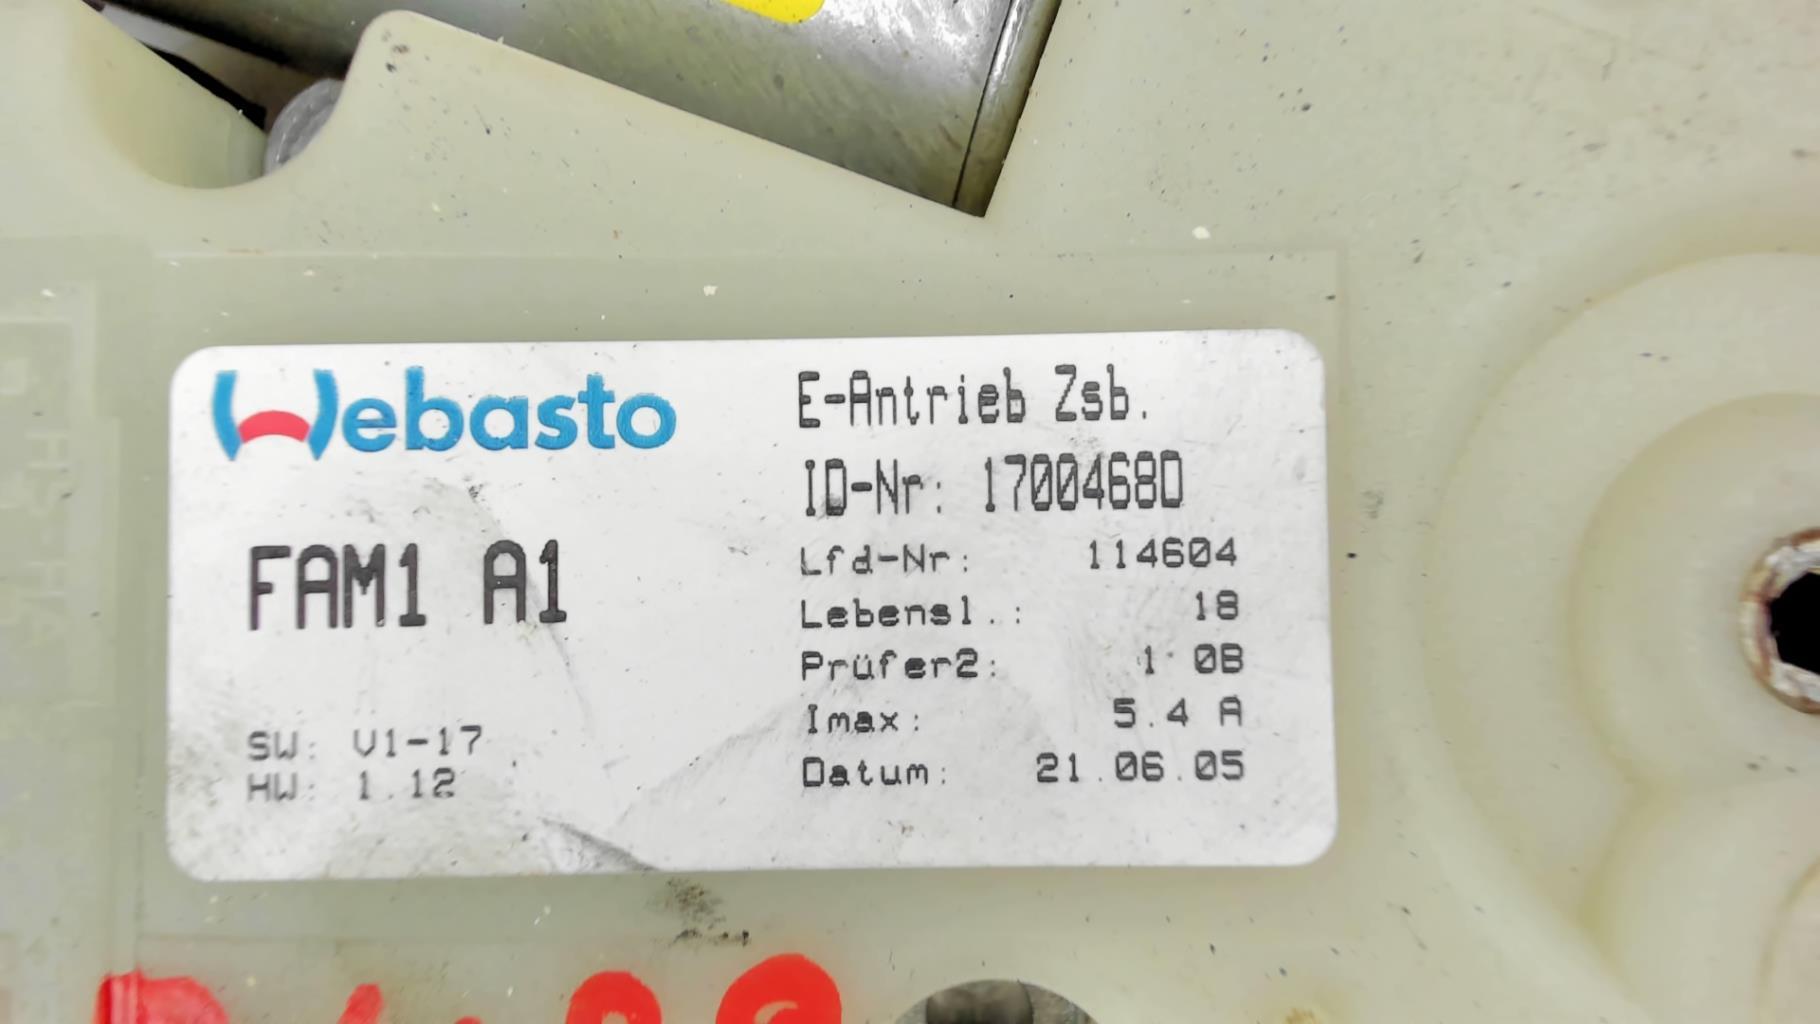 Webasto
FAM1 A1
SW: V1-17
HW: 1.12
E-Antrieb Zsb.
ID-Nr: 1700468D
Lfd-Nr: 114604
Lebensl.: 18
Prüfer2: 1 0B
Imax: 5.4 A
Datum: 21.06.05